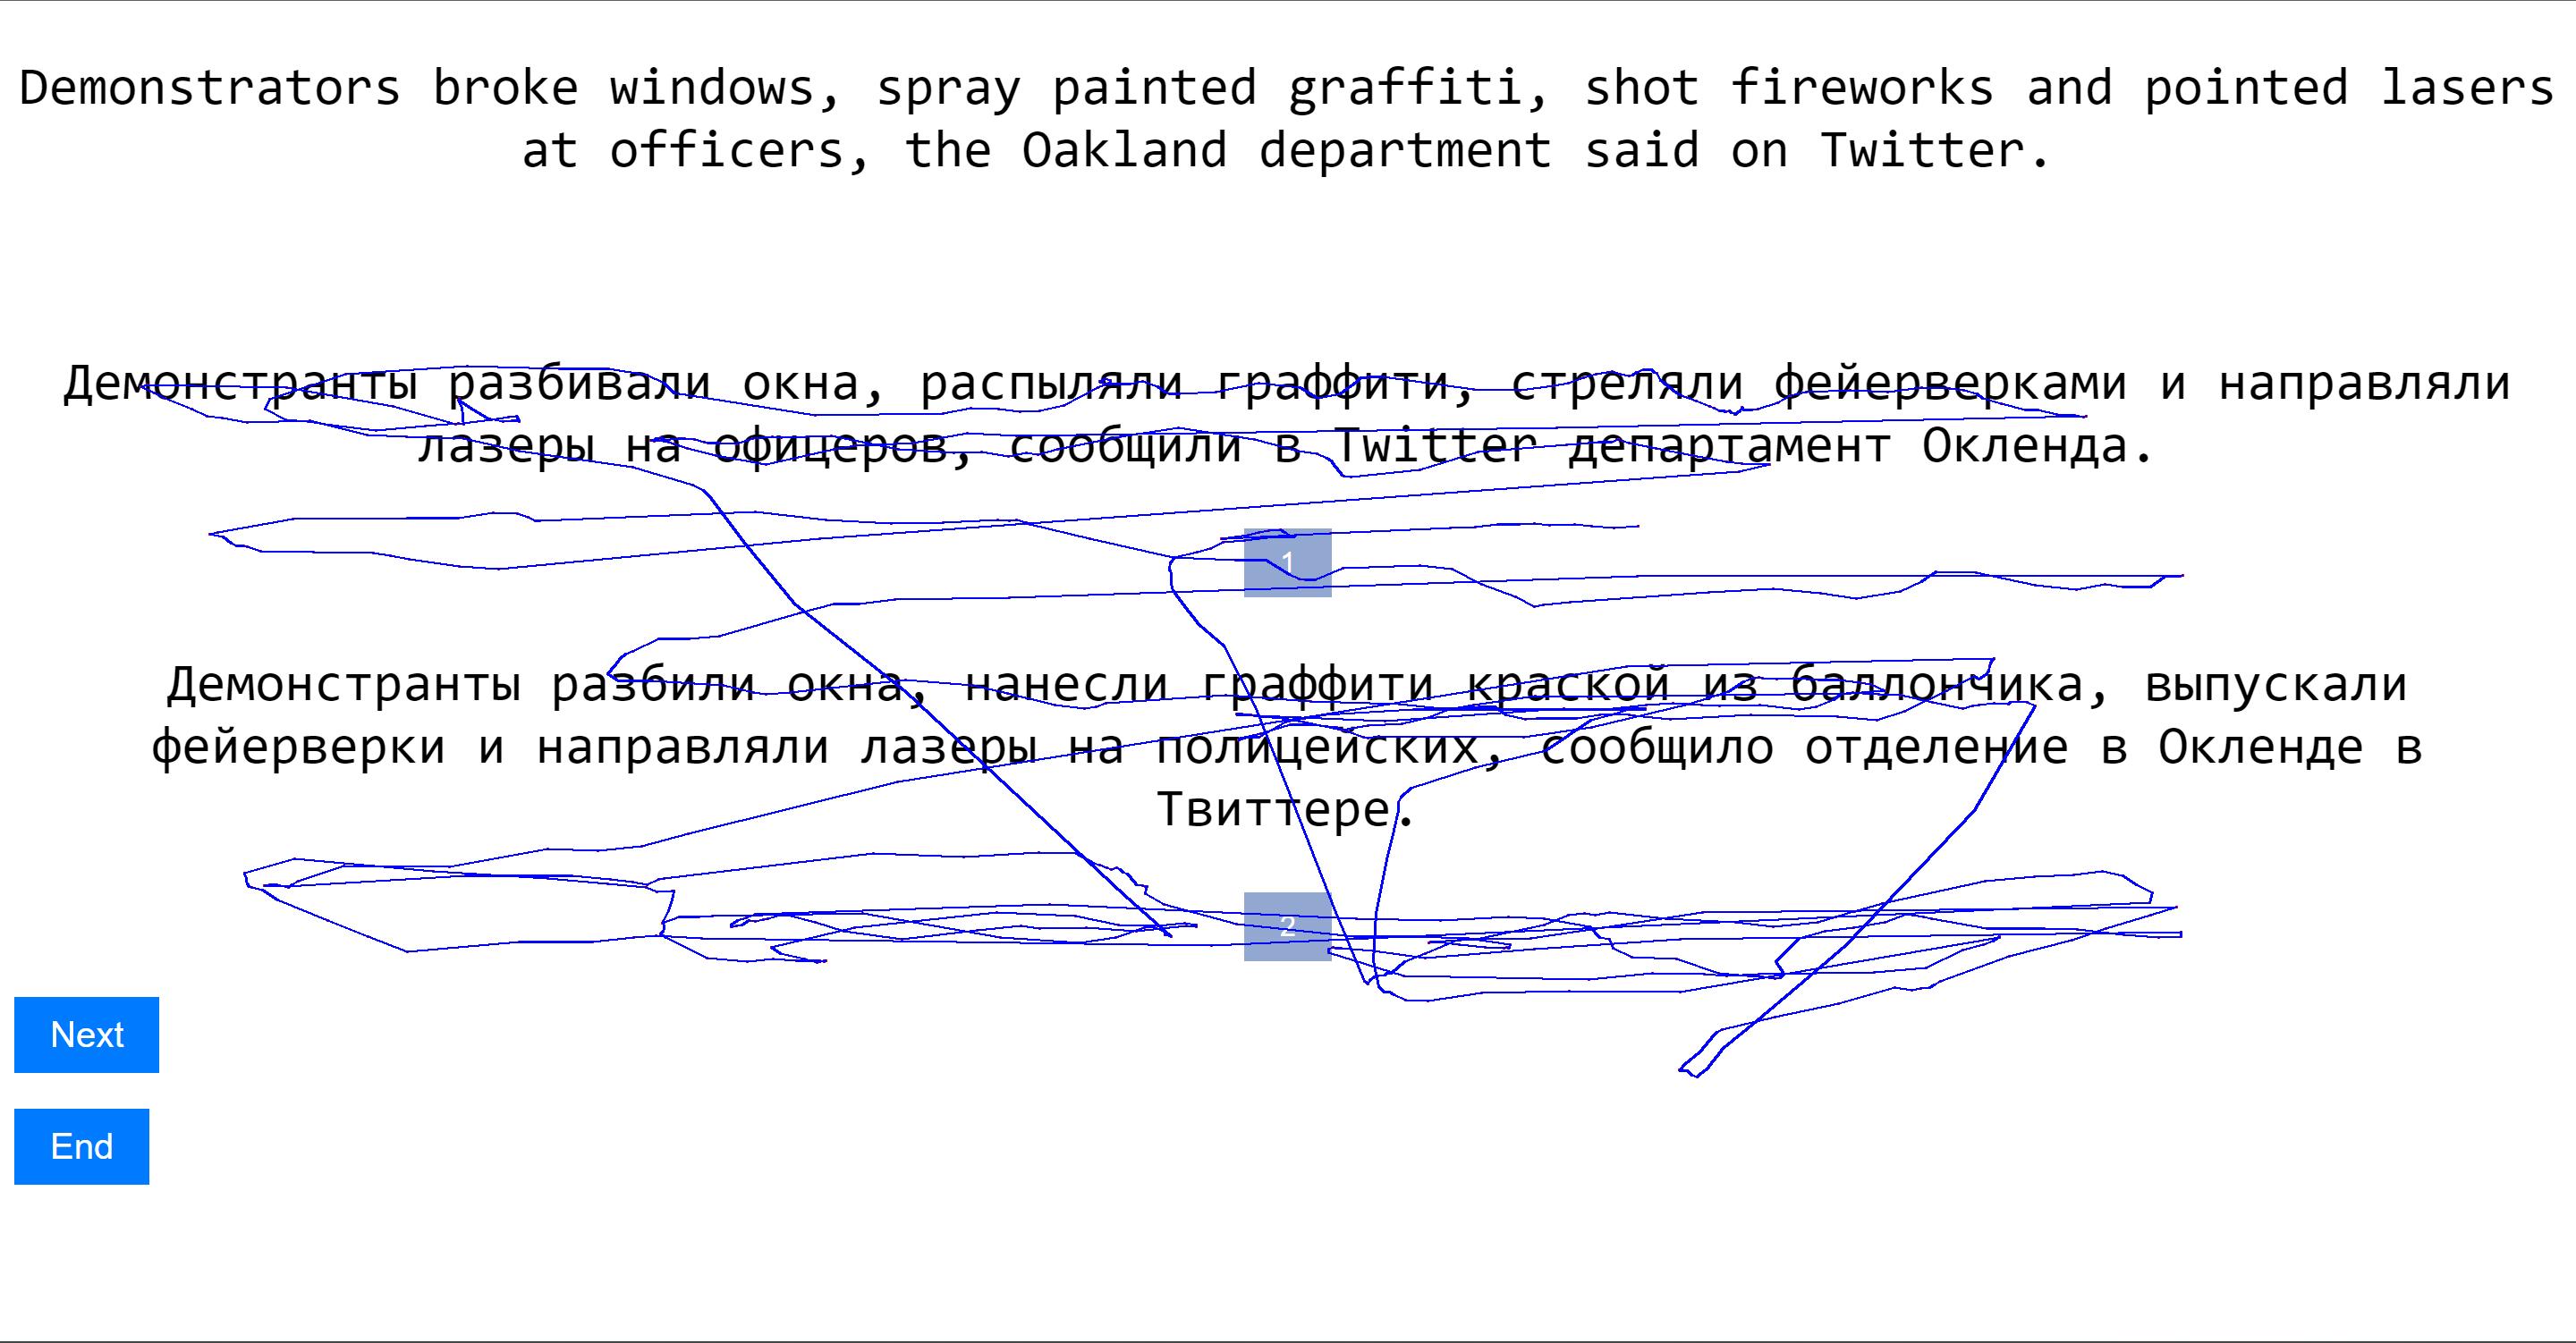 Demonstrators broke windows, spray painted graffiti, shot fireworks and pointed lasers
at officers, the Oakland department said on Twitter.
Демонстранты разбивали окна, распыляли граффити, стреляли фейерверками и направляли
лазеры на офицеров, сообщили в Twitter департамент Окленда.
1
Демонстранты разбили окна, нанесли граффити краской из баллончика, выпускали
фейерверки и направляли лазеры на полицейских, сообщило отделение в Окленде в
Твиттере.
2
Next
End